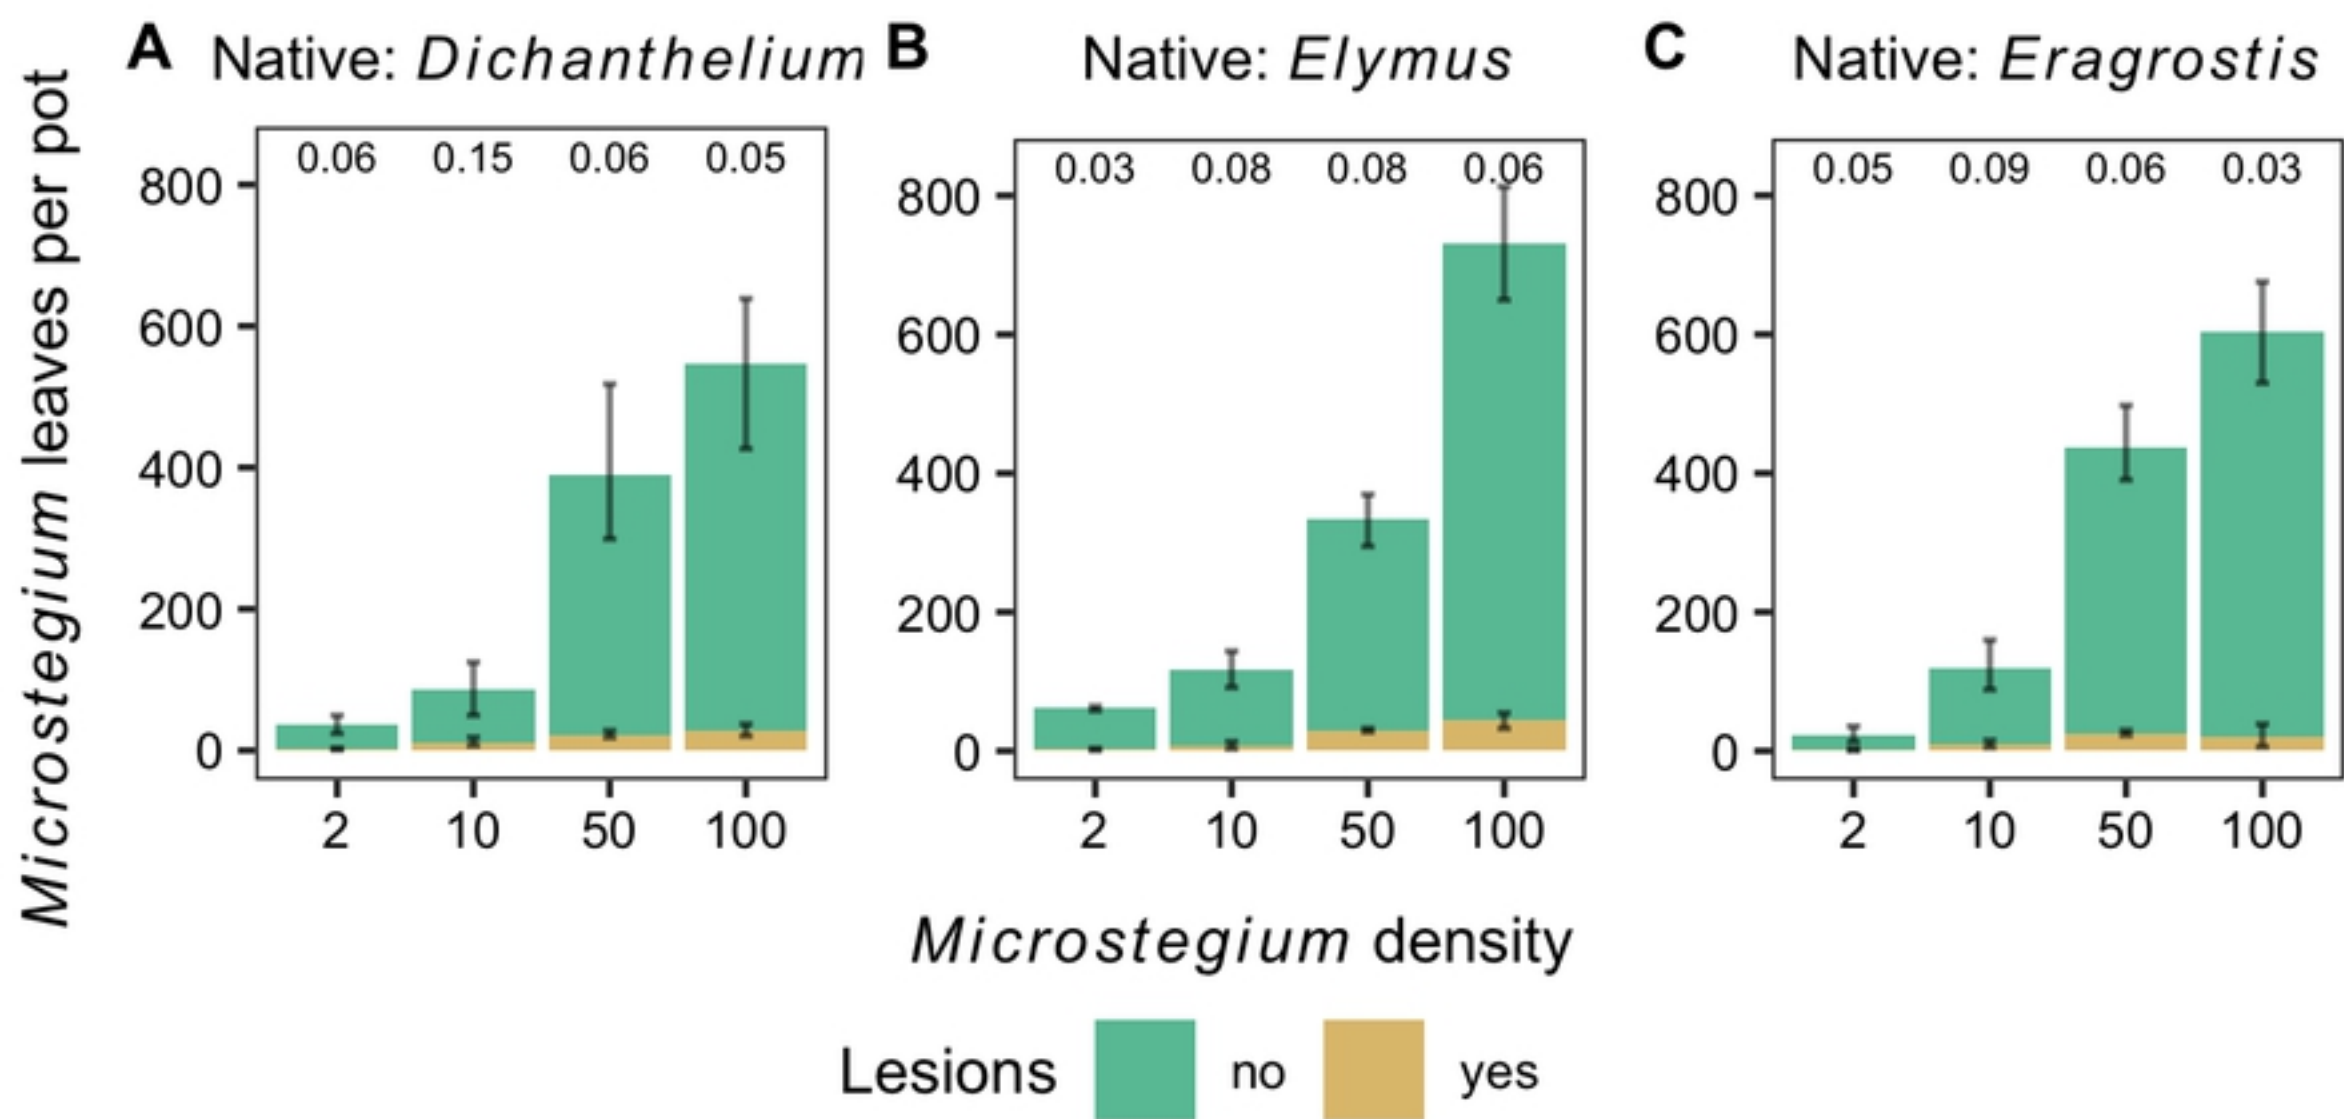 A Native: Dichanthelium
B Native: Elymus
C Native: Eragrostis
Microstegium leaves per pot
0.06 0.15 0.06 0.05
800
600
400
200
0
2 10 50 100
0.03 0.08 0.08 0.06
800
600
400
200
0
2 10 50 100
0.05 0.09 0.06 0.03
800
600
400
200
0
2 10 50 100
Microstegium density
Lesions no yes